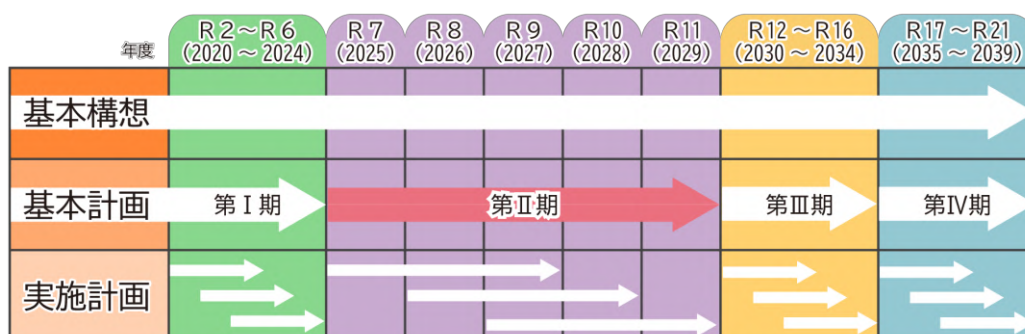 年度
R2～R6
(2020～2024)
R7
(2025)
R8
(2026)
R9
(2027)
R10
(2028)
R11
(2029)
R12～R16
(2030～2034)
R17～R21
(2035～2039)
基本構想
基本計画
第Ⅰ期
第Ⅱ期
第Ⅲ期
第Ⅳ期
実施計画